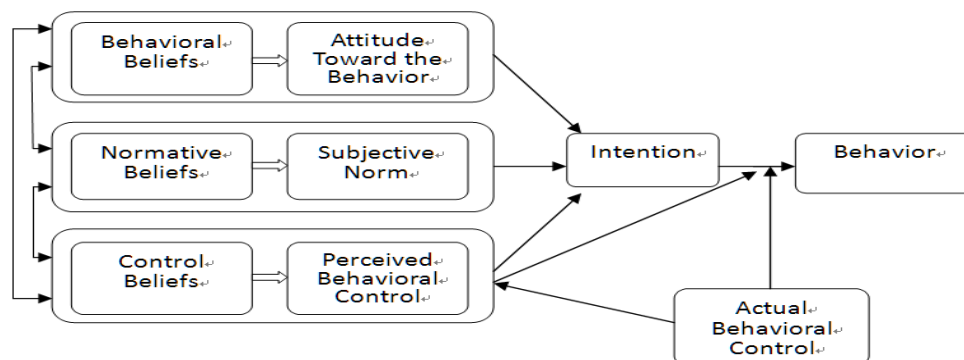 Behavioral
Beliefs
Attitude
Toward the
Behavior
Normative
Beliefs
Subjective
Norm
Intention
Behavior
Control
Beliefs
Perceived
Behavioral
Control
Actual
Behavioral
Control